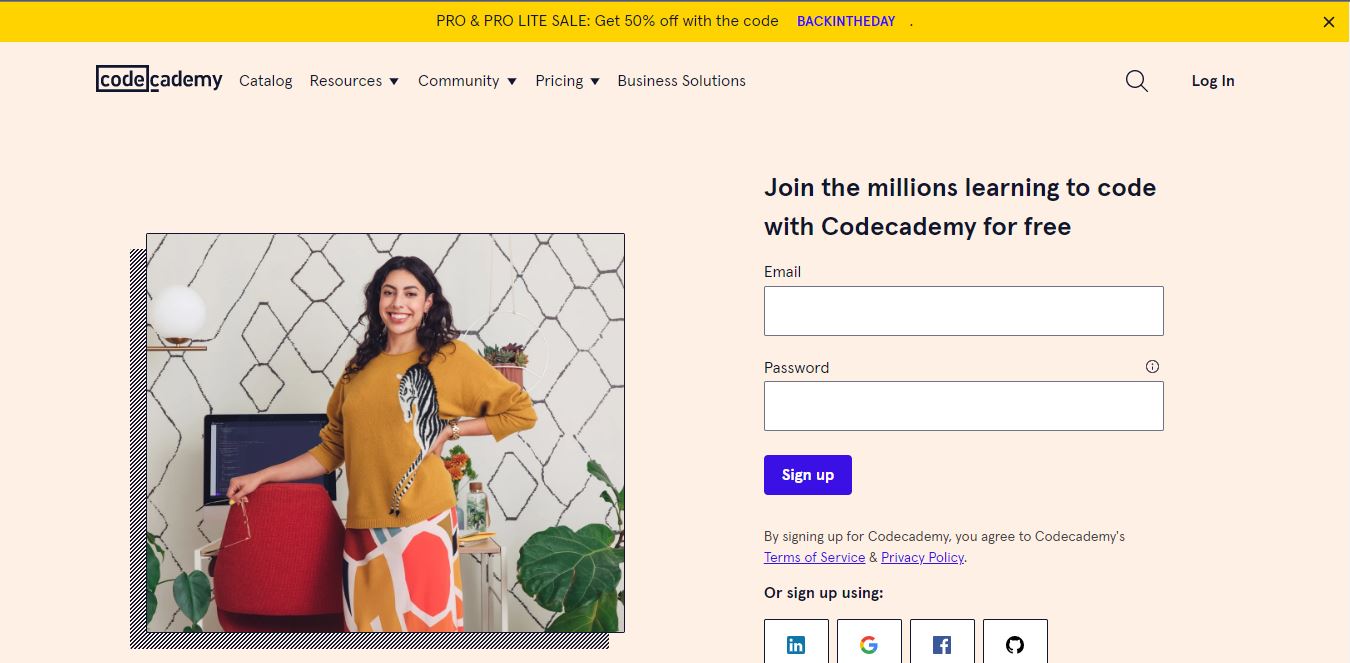 PRO & PRO LITE SALE: Get 50% off with the code BACKINTHEDAY .
codecademy Catalog Resources Community Pricing Business Solutions Log In
Join the millions learning to code
with Codecademy for free
Email
Password
Sign up
By signing up for Codecademy, you agree to Codecademy's
Terms of Service & Privacy Policy.
Or sign up using:
in